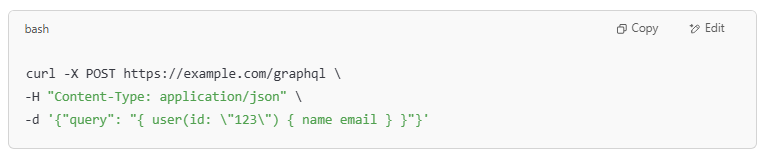 bash
Copy
Edit
curl -X POST https://example.com/graphql \
-H "Content-Type: application/json" \
-d '{"query": "{ user(id: \"123\") { name email } }"}'